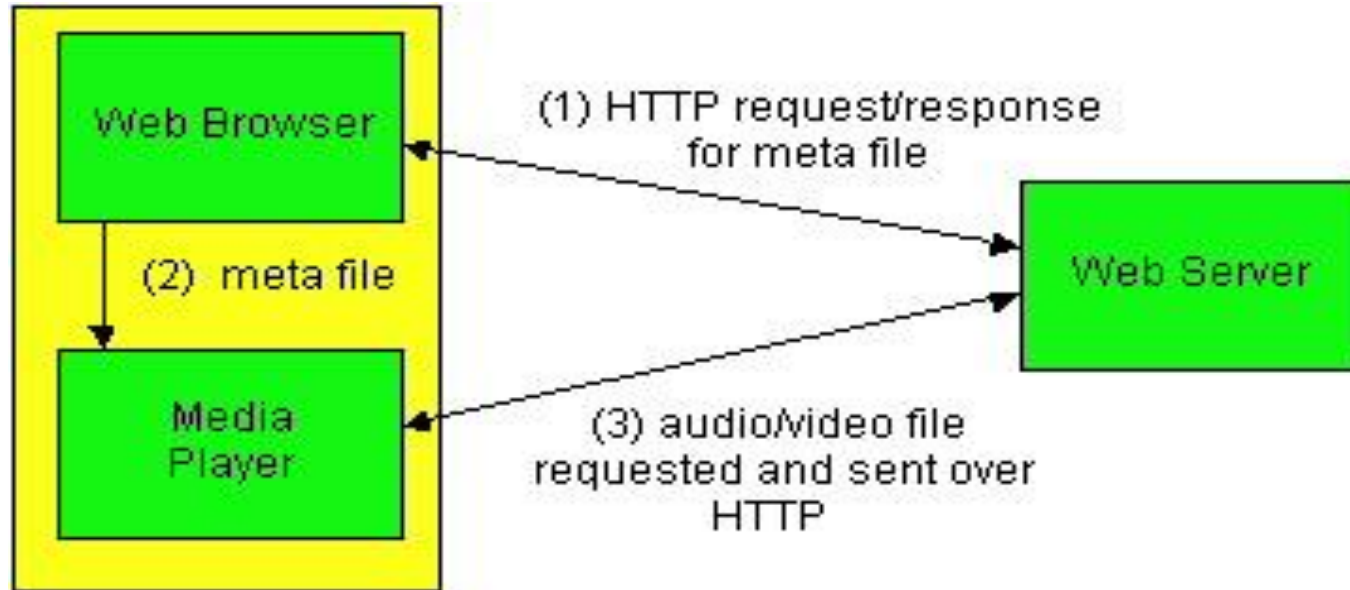 Web Browser
(1) HTTP request/response
for meta file
(2) meta file
Web Server
Media
Player
(3) audio/video file
requested and sent over
HTTP